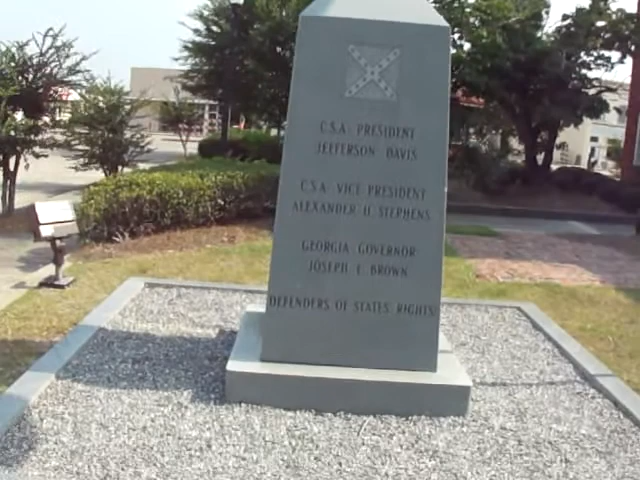 C.S.A. PRESIDENT
JEFFERSON DAVIS
C.S.A. VICE PRESIDENT
ALEXANDER H. STEPHENS
GEORGIA GOVERNOR
JOSEPH E. BROWN
DEFENDERS OF STATES RIGHTS